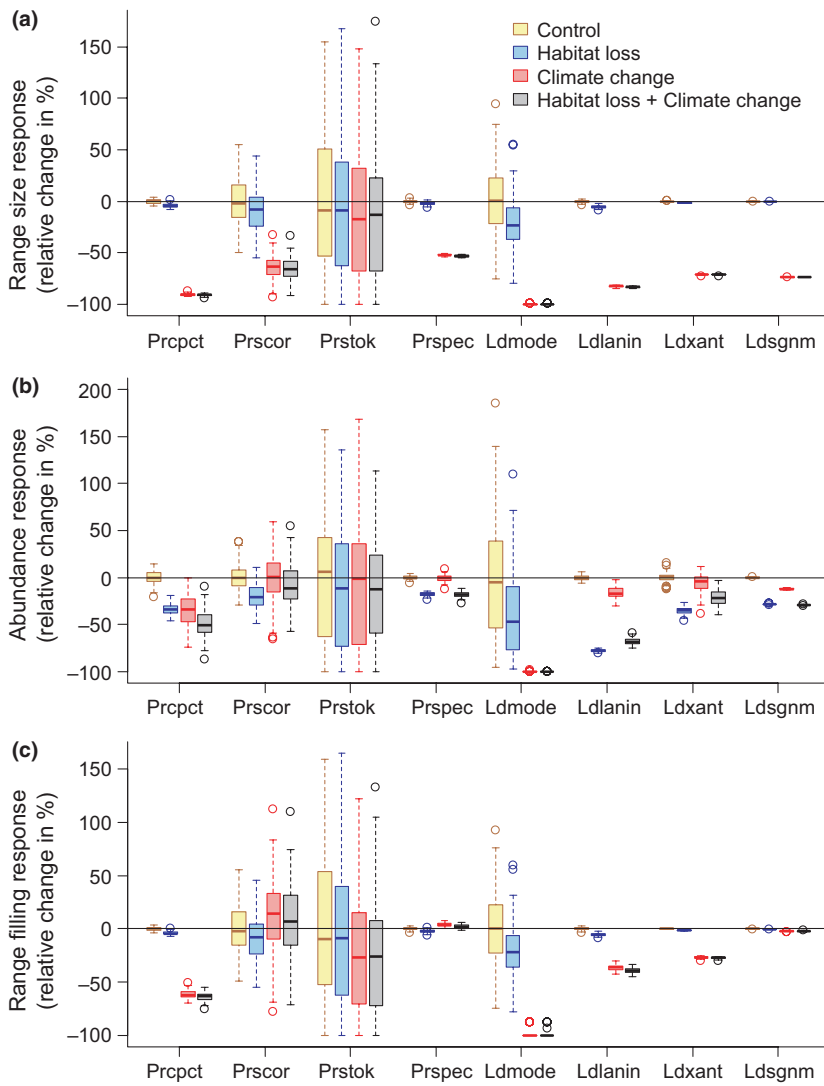 (a)
Range size response
(relative change in %)
150
100
50
0
−50
−100
Control
Habitat loss
Climate change
Habitat loss + Climate change
Prcpct Prscor Prstok Prspec Ldmode Ldlanin Ldxant Ldsgnm
(b)
Abundance response
(relative change in %)
200
150
100
50
0
−50
−100
Prcpct Prscor Prstok Prspec Ldmode Ldlanin Ldxant Ldsgnm
(c)
Range filling response
(relative change in %)
150
100
50
0
−50
−100
Prcpct Prscor Prstok Prspec Ldmode Ldlanin Ldxant Ldsgnm